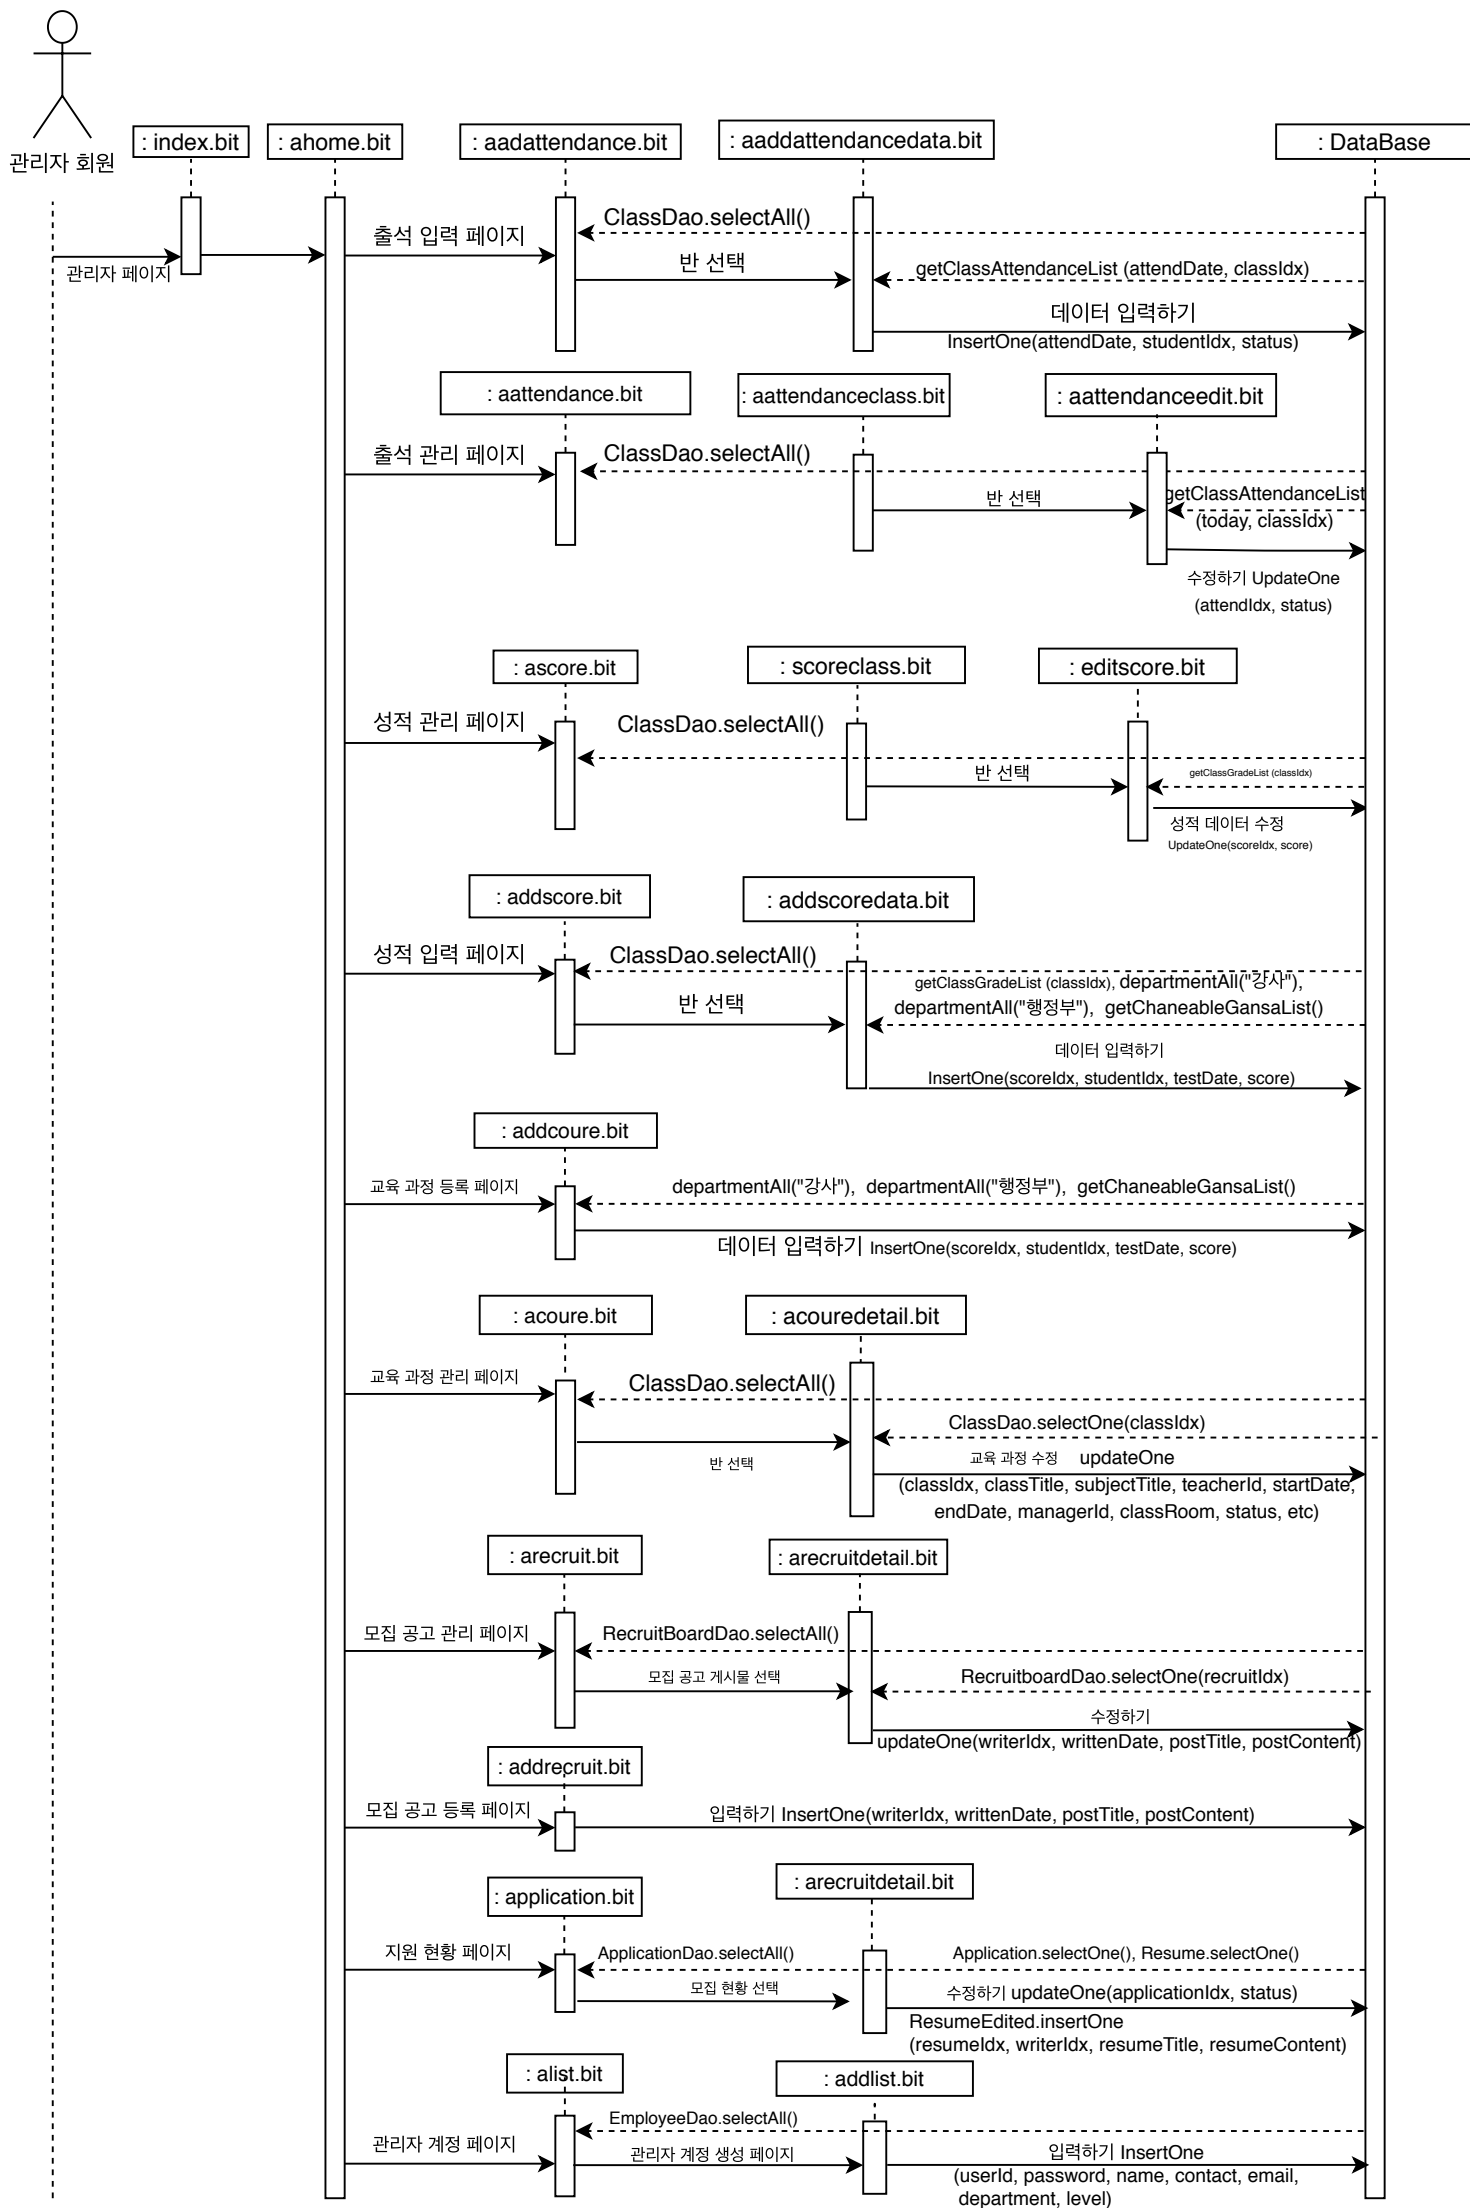 관리자 회원
: index.bit
: ahome.bit
: aadattendance.bit
: aaddattendancedata.bit
: DataBase
관리자 페이지
출석 입력 페이지
ClassDao.selectAll()
반 선택
getClassAttendanceList (attendDate, classIdx)
데이터 입력하기
InsertOne(attendDate, studentIdx, status)
: aattendance.bit
: aattendanceclass.bit
: aattendanceedit.bit
출석 관리 페이지
ClassDao.selectAll()
반 선택
getClassAttendanceList
(today, classIdx)
수정하기 UpdateOne
(attendIdx, status)
: ascore.bit
: scoreclass.bit
: editscore.bit
성적 관리 페이지
ClassDao.selectAll()
반 선택
getClassGradeList (classIdx)
성적 데이터 수정
UpdateOne(scoreIdx, score)
: addscore.bit
: addscoredata.bit
성적 입력 페이지
ClassDao.selectAll()
getClassGradeList (classIdx), departmentAll("강사"),
departmentAll("행정부"), getChaneableGansaList()
반 선택
데이터 입력하기
InsertOne(scoreIdx, studentIdx, testDate, score)
: addcoure.bit
교육 과정 등록 페이지
departmentAll("강사"), departmentAll("행정부"), getChaneableGansaList()
데이터 입력하기 InsertOne(scoreIdx, studentIdx, testDate, score)
: acoure.bit
: acouredetail.bit
교육 과정 관리 페이지
ClassDao.selectAll()
ClassDao.selectOne(classIdx)
반 선택
교육 과정 수정 updateOne
(classIdx, classTitle, subjectTitle, teacherId, startDate,
endDate, managerId, classRoom, status, etc)
: arecruit.bit
: arecruitdetail.bit
모집 공고 관리 페이지
RecruitBoardDao.selectAll()
모집 공고 게시물 선택
RecruitboardDao.selectOne(recruitIdx)
수정하기
updateOne(writerIdx, writtenDate, postTitle, postContent)
: addrecruit.bit
모집 공고 등록 페이지
입력하기 InsertOne(writerIdx, writtenDate, postTitle, postContent)
: application.bit
: arecruitdetail.bit
지원 현황 페이지
ApplicationDao.selectAll()
Application.selectOne(), Resume.selectOne()
모집 현황 선택
수정하기 updateOne(applicationIdx, status)
ResumeEdited.insertOne
(resumeIdx, writerIdx, resumeTitle, resumeContent)
: alist.bit
: addlist.bit
EmployeeDao.selectAll()
관리자 계정 페이지
관리자 계정 생성 페이지
입력하기 InsertOne
(userId, password, name, contact, email,
department, level)